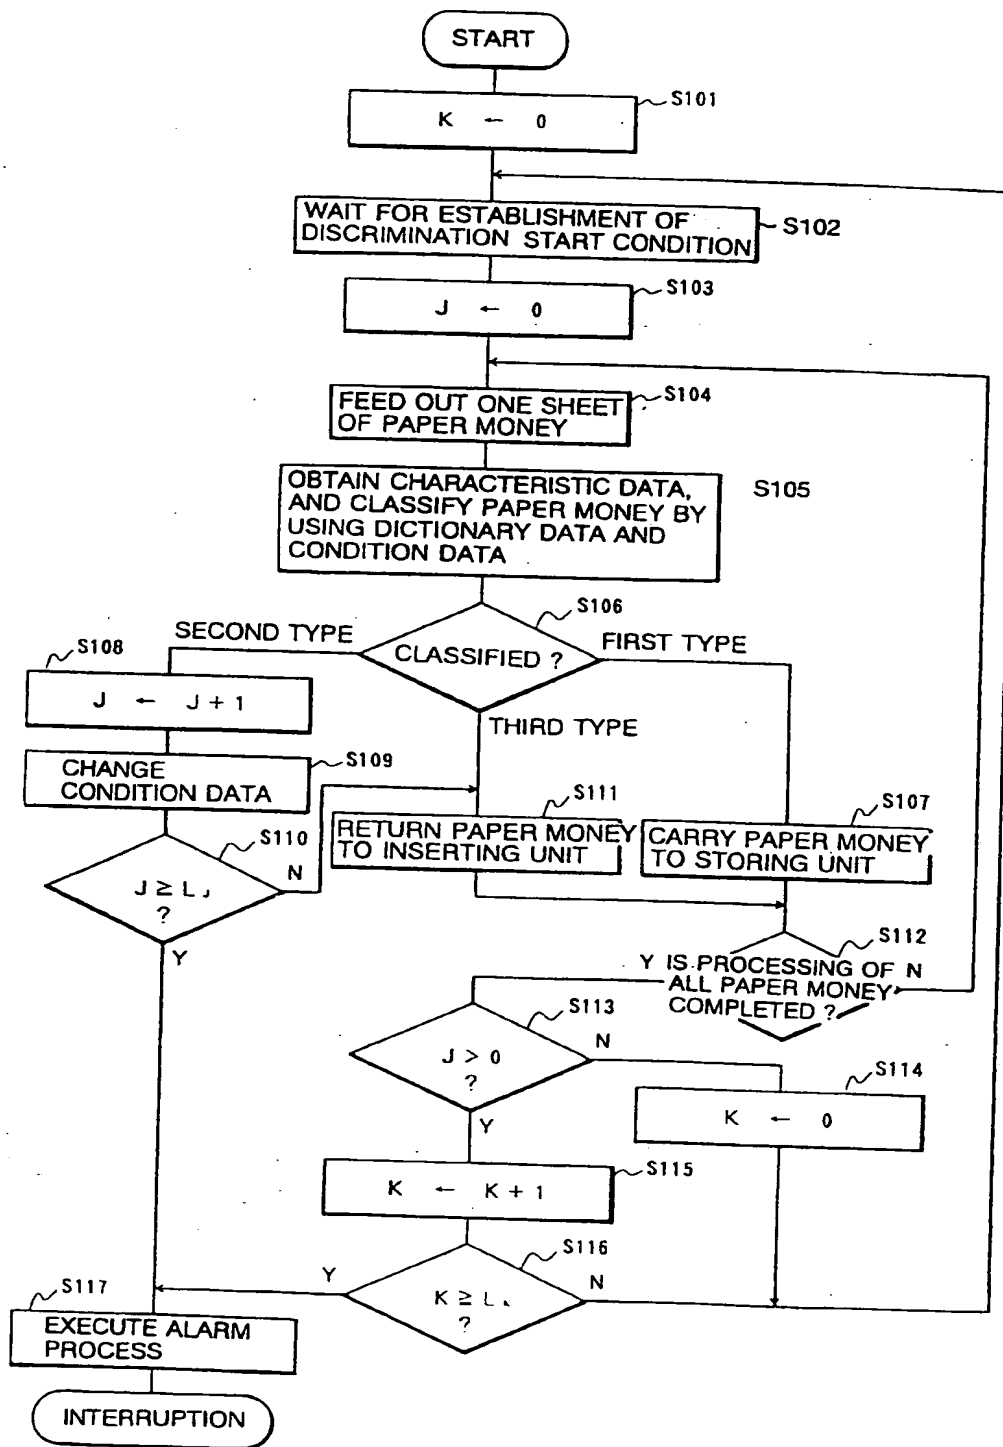 START
S101
K ← 0
WAIT FOR ESTABLISHMENT OF
DISCRIMINATION START CONDITION
S102
S103
J ← 0
S104
FEED OUT ONE SHEET
OF PAPER MONEY
OBTAIN CHARACTERISTIC DATA,
AND CLASSIFY PAPER MONEY BY
USING DICTIONARY DATA AND
CONDITION DATA
S105
S106
SECOND TYPE
CLASSIFIED ?
FIRST TYPE
S108
J ← J + 1
THIRD TYPE
S109
CHANGE
CONDITION DATA
S111
RETURN PAPER MONEY
TO INSERTING UNIT
S107
CARRY PAPER MONEY
TO STORING UNIT
S110
J ≥ LJ
?
N
Y
S112
Y IS PROCESSING OF N
ALL PAPER MONEY
COMPLETED ?
S113
J > 0
?
N
Y
S114
K ← 0
S115
K ← K + 1
S116
Y
K ≥ L
?
N
S117
EXECUTE ALARM
PROCESS
INTERRUPTION